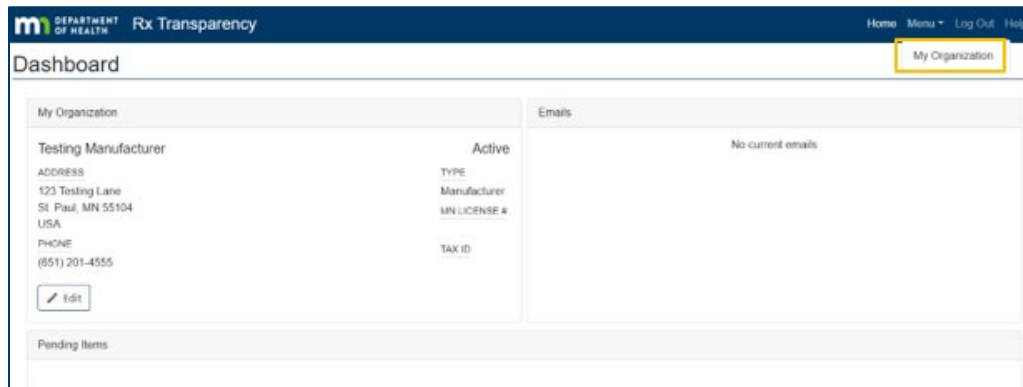 DEPARTMENT
OF HEALTH
Rx Transparency
Home Menu Log Out Help
My Organization
Dashboard
My Organization
Testing Manufacturer Active
ADDRESS
123 Testing Lane
St. Paul, MN 55104
USA
PHONE
(651) 201-4555
TYPE
Manufacturer
MN LICENSE #
TAX ID
Edit
Emails
No current emails
Pending Items